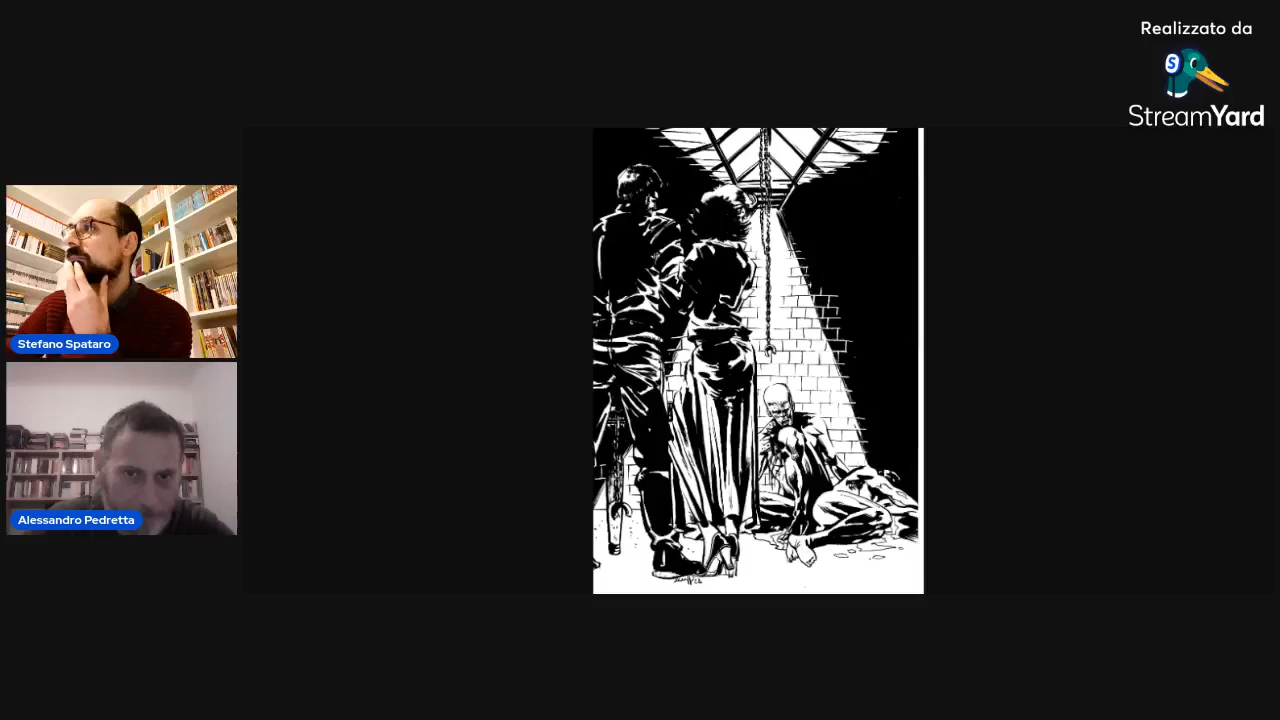 Realizzato da
StreamYard
Stefano Spataro
Alessandro Pedretta